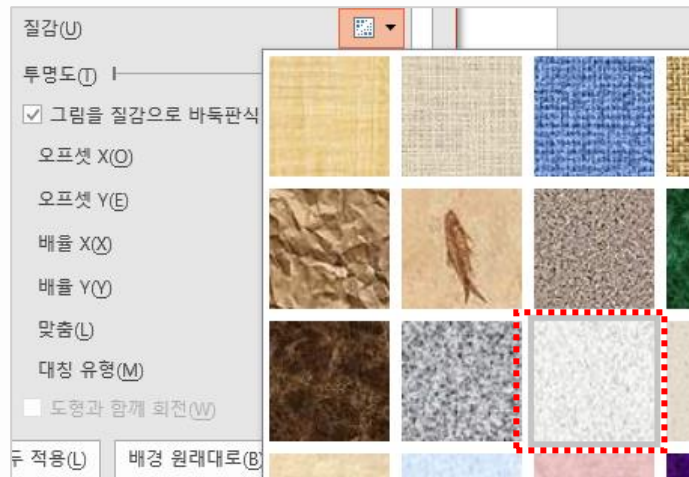 질감(U)
투명도(T)
그림을 질감으로 바둑판식
오프셋 X(O)
오프셋 Y(E)
배율 X(X)
배율 Y(Y)
맞춤(L)
대칭 유형(M)
도형과 함께 회전(W)
두 적용(L) 배경 원래대로(B)